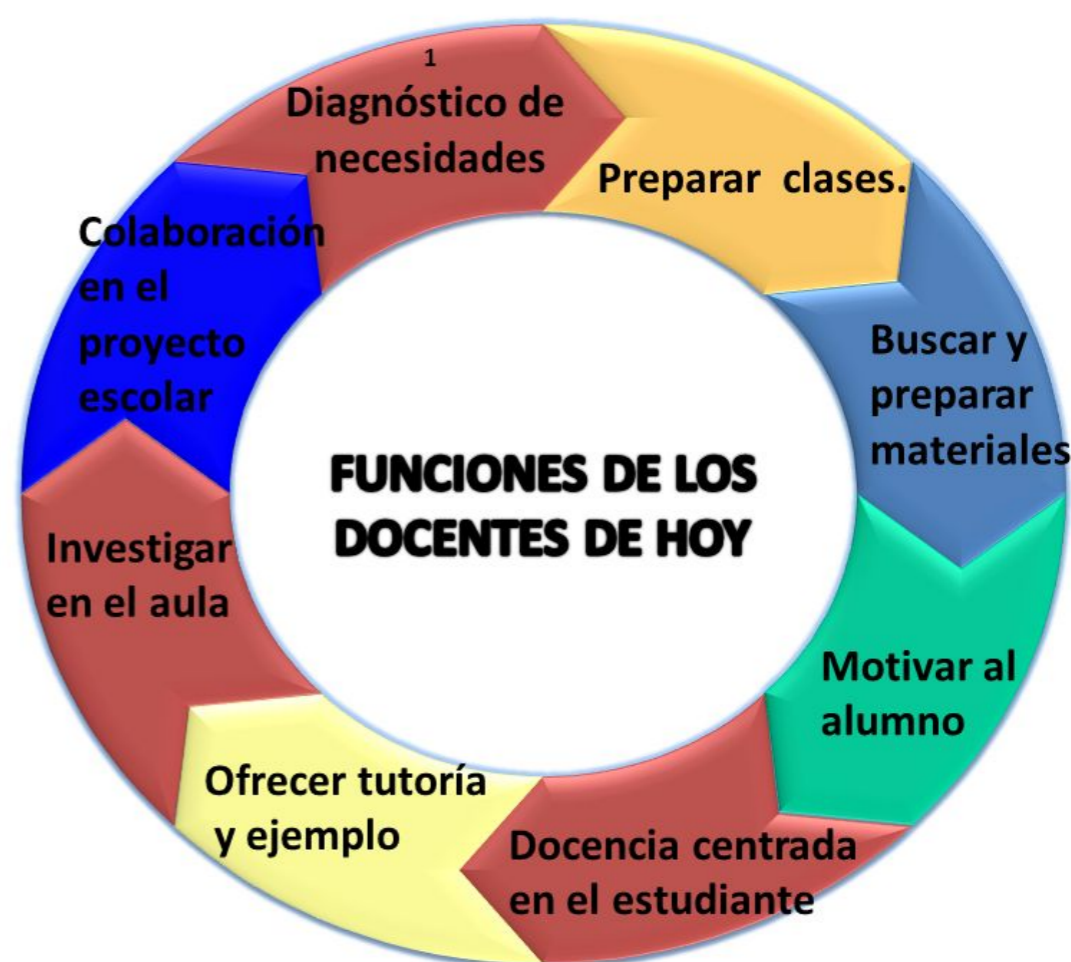 1
Diagnóstico de
necesidades
Preparar clases.
Buscar y
preparar
materiales
Motivar al
alumno
Docencia centrada
en el estudiante
Ofrecer tutoría
y ejemplo
Investigar
en el aula
Colaboración
en el
proyecto
escolar
FUNCIONES DE LOS
DOCENTES DE HOY